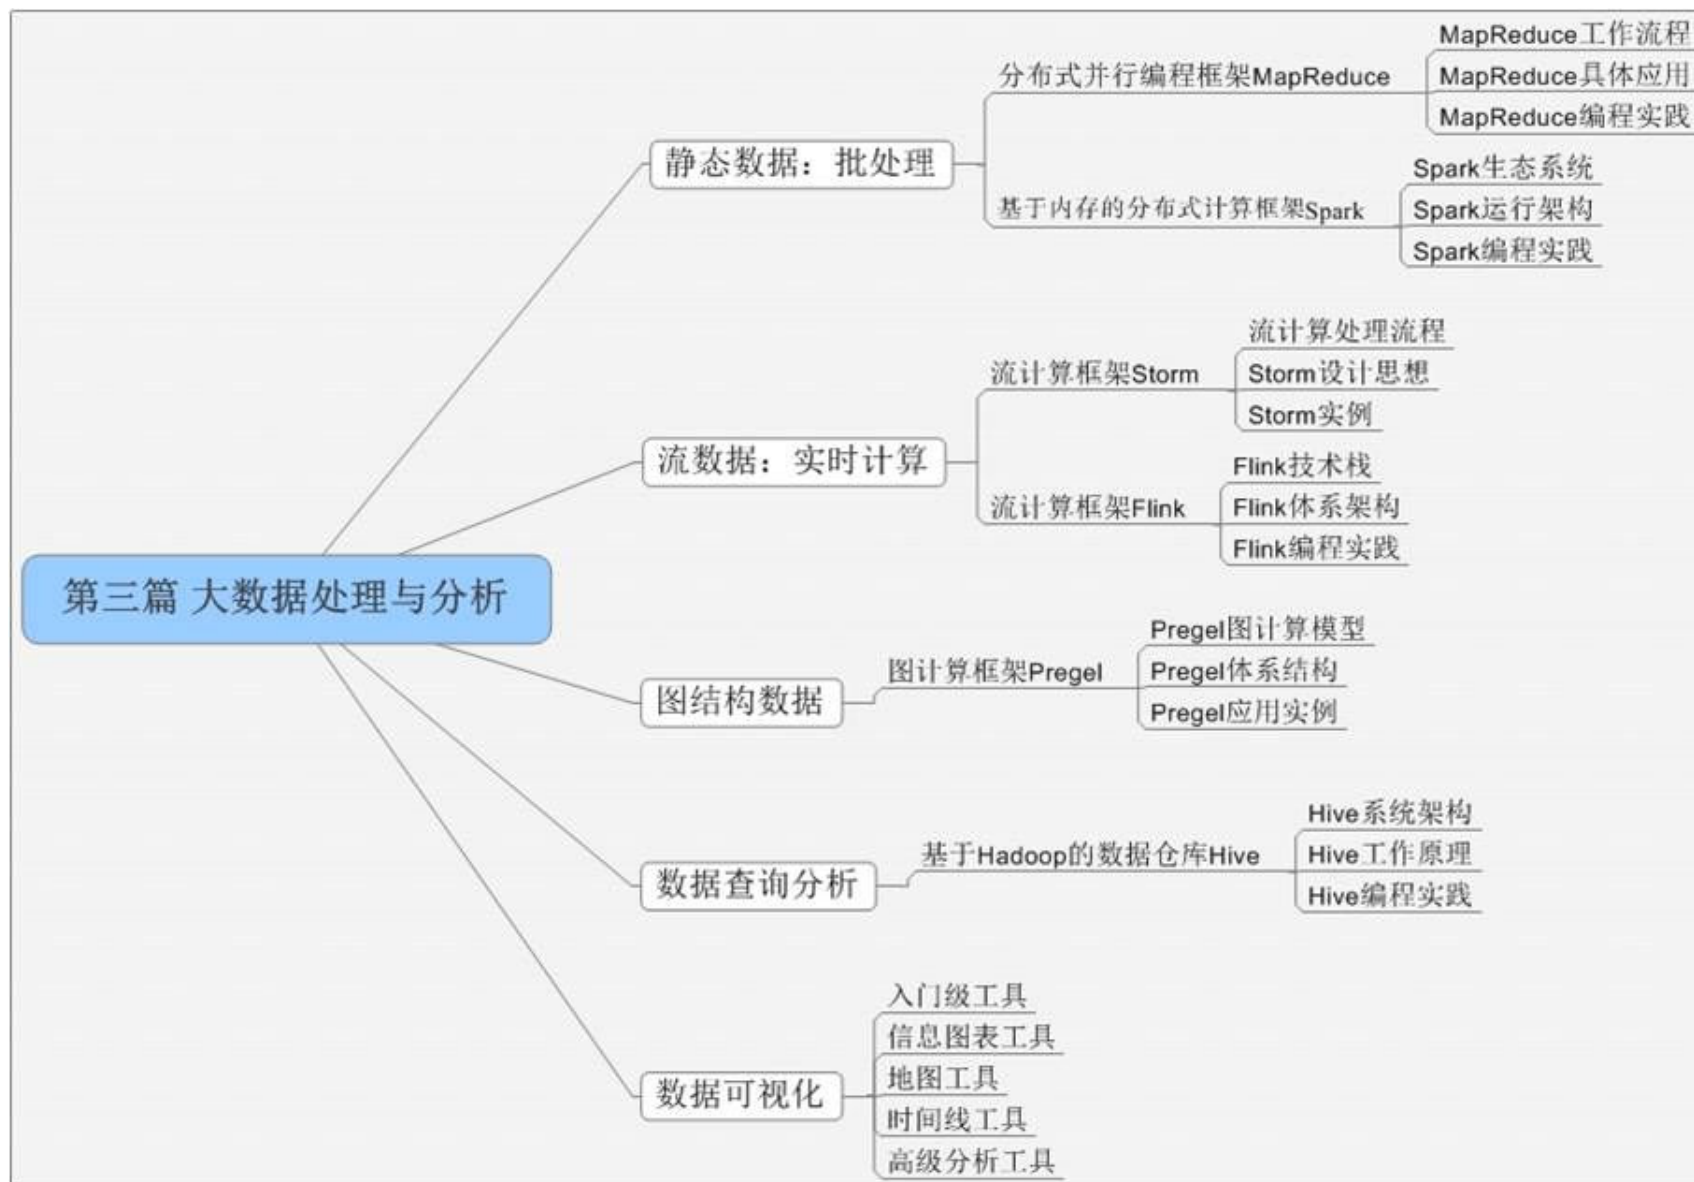 第三篇 大数据处理与分析
静态数据：批处理
分布式并行编程框架MapReduce
MapReduce工作流程
MapReduce具体应用
MapReduce编程实践
基于内存的分布式计算框架Spark
Spark生态系统
Spark运行架构
Spark编程实践
流数据：实时计算
流计算框架Storm
流计算处理流程
Storm设计思想
Storm实例
流计算框架Flink
Flink技术栈
Flink体系架构
Flink编程实践
图结构数据
图计算框架Pregel
Pregel图计算模型
Pregel体系结构
Pregel应用实例
数据查询分析
基于Hadoop的数据仓库Hive
Hive系统架构
Hive工作原理
Hive编程实践
数据可视化
入门级工具
信息图表工具
地图工具
时间线工具
高级分析工具